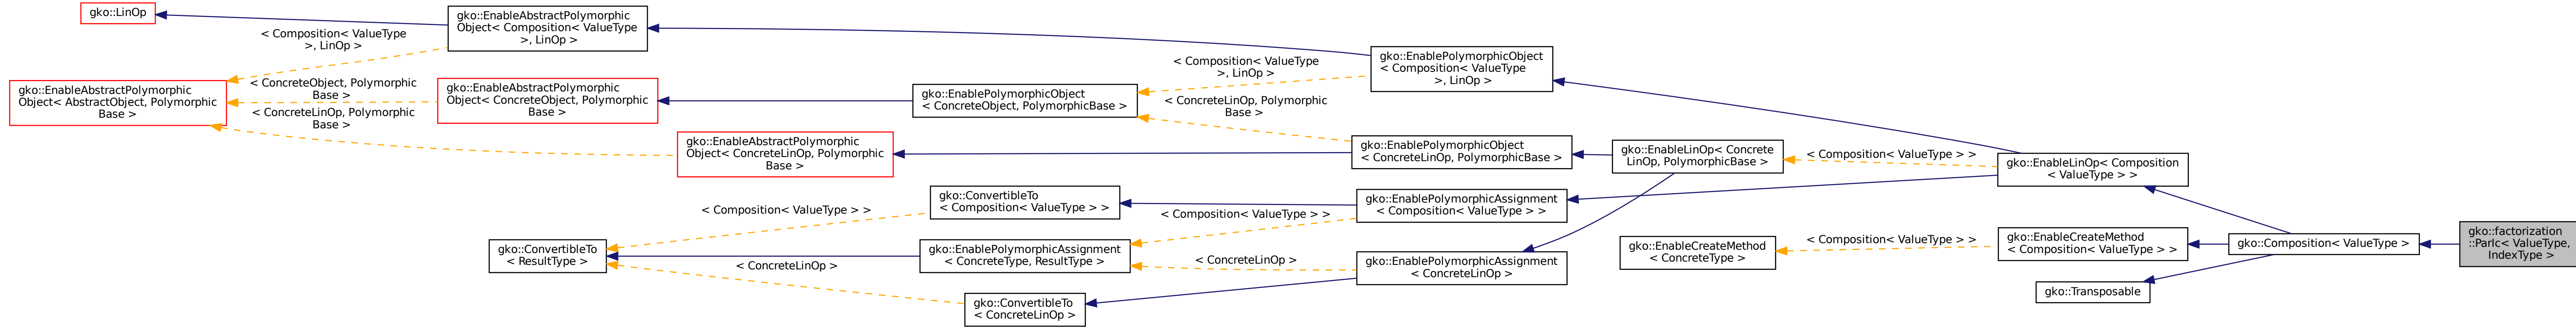 gko::LinOp
gko::EnableAbstractPolymorphic
Object< Composition< ValueType
>, LinOp >
< Composition< ValueType
>, LinOp >
gko::EnableAbstractPolymorphic
Object< AbstractObject, Polymorphic
Base >
< ConcreteObject, Polymorphic
Base >
< ConcreteLinOp, Polymorphic
Base >
gko::EnableAbstractPolymorphic
Object< ConcreteObject, Polymorphic
Base >
gko::EnableAbstractPolymorphic
Object< ConcreteLinOp, Polymorphic
Base >
gko::EnablePolymorphicObject
< ConcreteObject, PolymorphicBase >
< Composition< ValueType
>, LinOp >
< ConcreteLinOp, Polymorphic
Base >
gko::EnablePolymorphicObject
< Composition< ValueType
>, LinOp >
gko::EnablePolymorphicObject
< ConcreteLinOp, PolymorphicBase >
gko::EnableLinOp< Concrete
LinOp, PolymorphicBase >
< Composition< ValueType > >
gko::EnableLinOp< Composition
< ValueType > >
gko::ConvertibleTo
< ResultType >
< Composition< ValueType > >
gko::ConvertibleTo
< Composition< ValueType > >
gko::EnablePolymorphicAssignment
< ConcreteType, ResultType >
< ConcreteLinOp >
gko::ConvertibleTo
< ConcreteLinOp >
< Composition< ValueType > >
< ConcreteLinOp >
gko::EnablePolymorphicAssignment
< Composition< ValueType > >
gko::EnablePolymorphicAssignment
< ConcreteLinOp >
gko::EnableCreateMethod
< ConcreteType >
< Composition< ValueType > >
gko::EnableCreateMethod
< Composition< ValueType > >
gko::Transposable
gko::Composition< ValueType >
gko::factorization
::ParIc< ValueType,
IndexType >